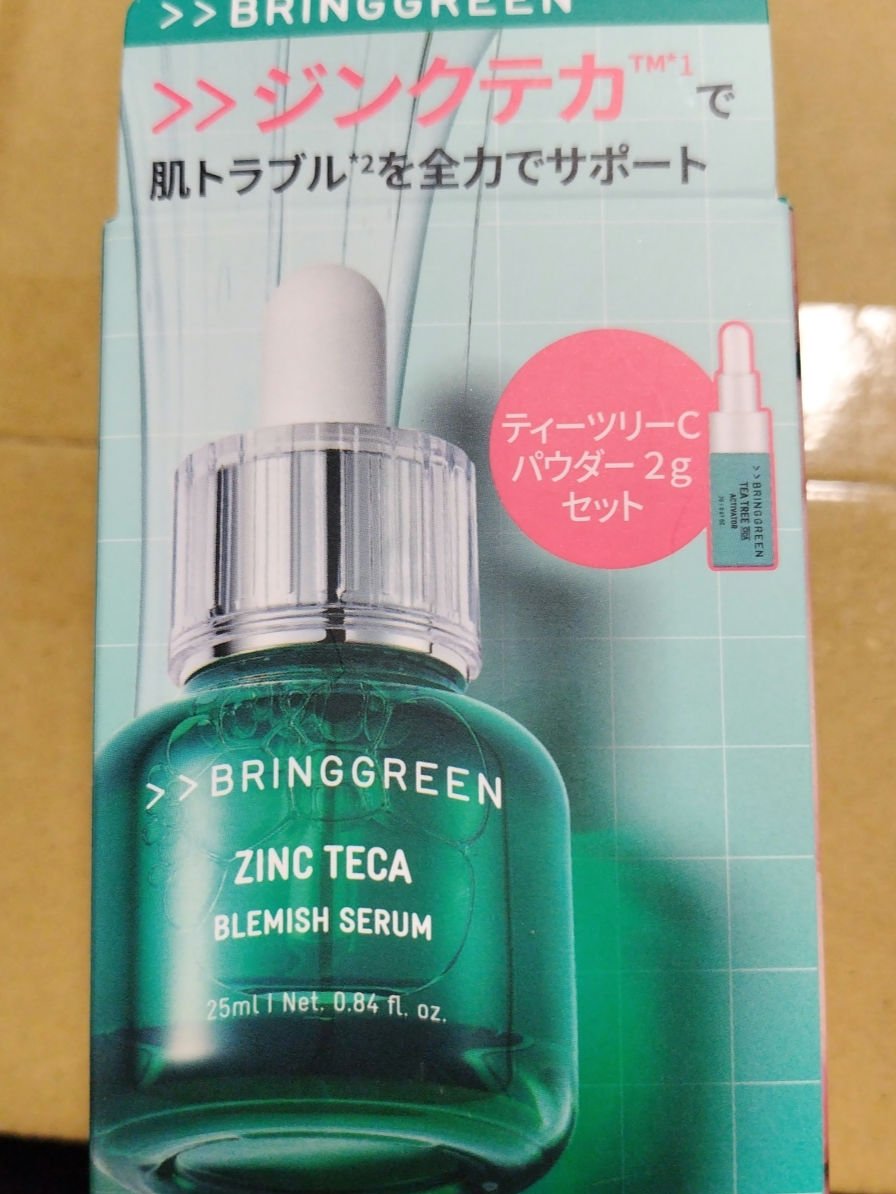 >>BRINGGREEN
>>ジンクテカ™*1で
肌トラブル*2を全力でサポート
ティーツリーC
パウダー 2g
セット
>>BRINGGREEN
TEA TREE CICA
ACTIVATOR
>>BRINGGREEN
ZINC TECA
BLEMISH SERUM
25ml | Net. 0.84 fl. oz.